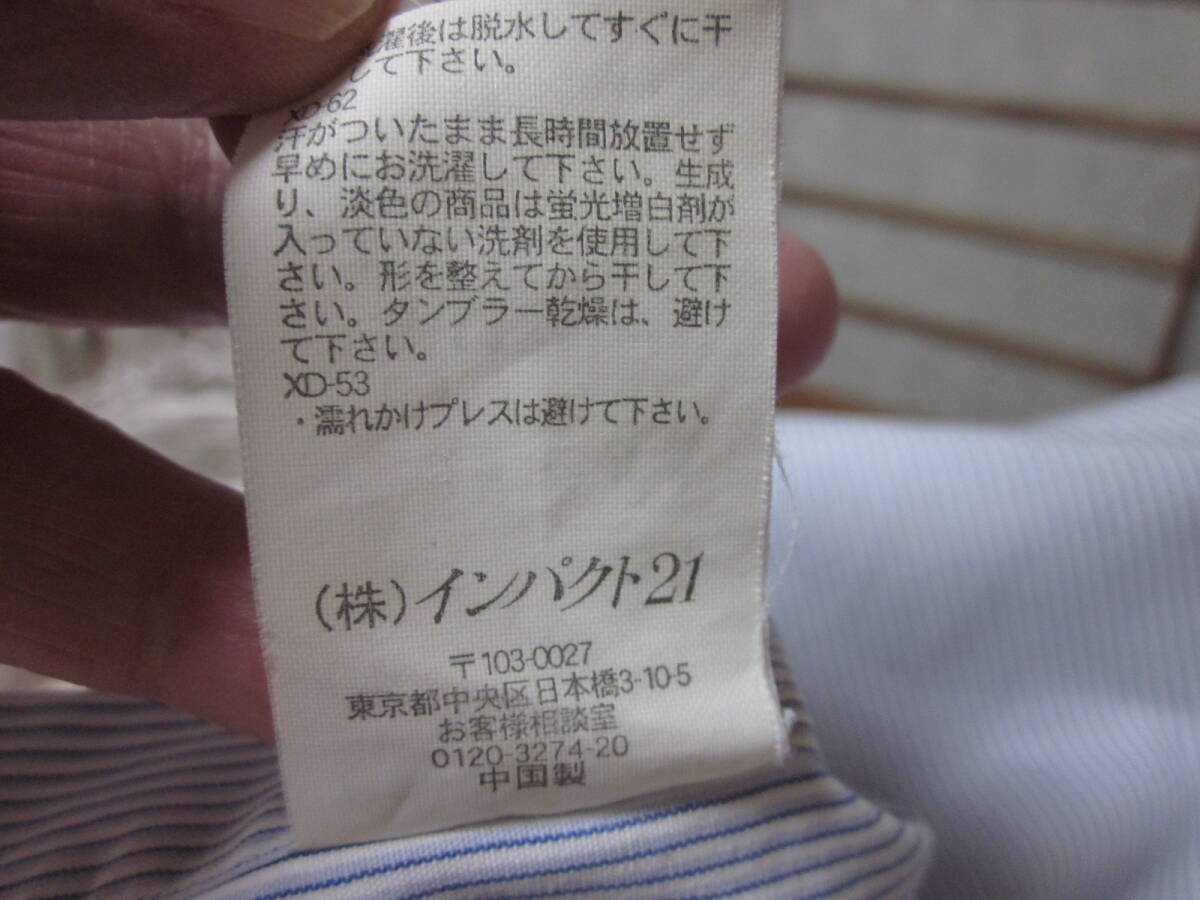 濯後は脱水してすぐに干
して下さい。
XD-62
汗がついたまま長時間放置せず
早めにお洗濯して下さい。生成
り、淡色の商品は蛍光増白剤が
入っていない洗剤を使用して下
さい。形を整えてから干して下
さい。タンブラー乾燥は、避け
て下さい。
XD-53
・濡れかけプレスは避けて下さい。
(株)インパクト21
〒103-0027
東京都中央区日本橋3-10-5
お客様相談室
0120-3274-20
中国製